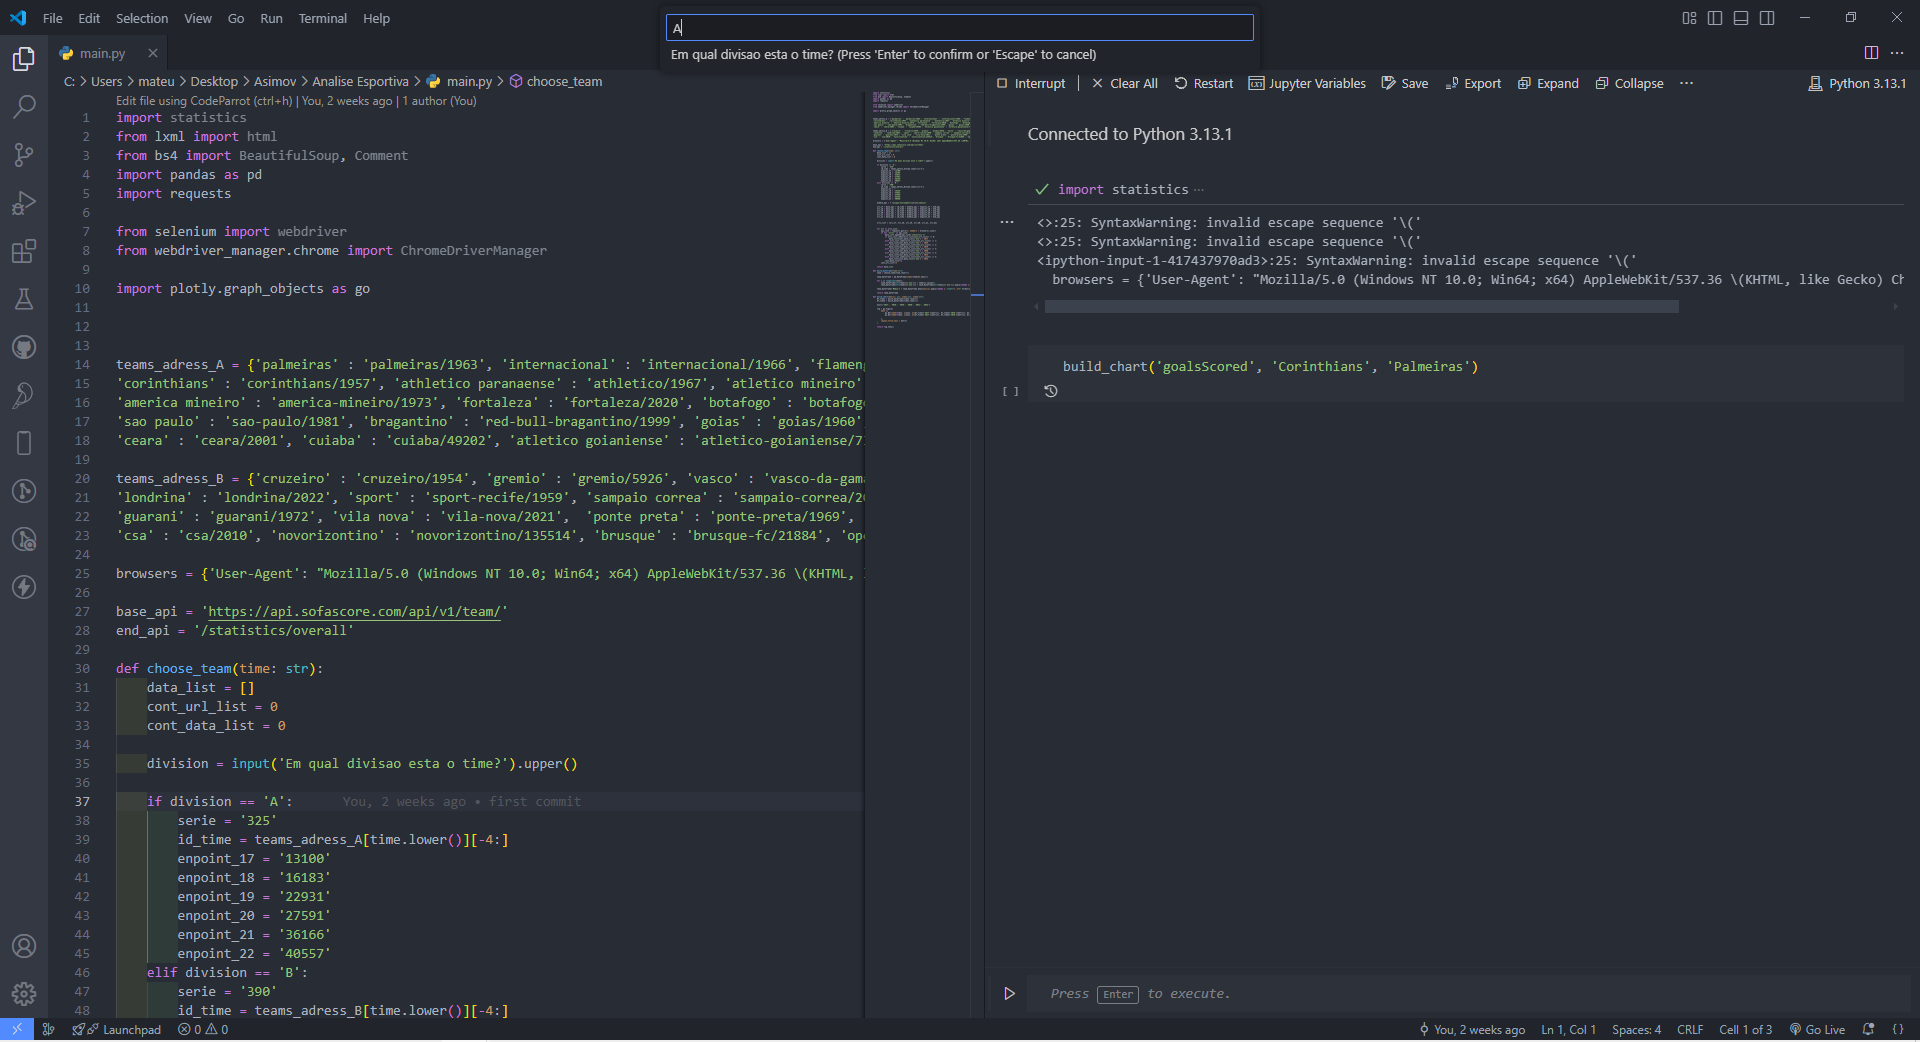 File Edit Selection View Go Run Terminal Help
A
Em qual divisao esta o time? (Press 'Enter' to confirm or 'Escape' to cancel)
main.py
C: > Users > mateu > Desktop > Asimov > Analise Esportiva > main.py > choose_team
Edit file using CodeParrot (ctrl+h) | You, 2 weeks ago | 1 author (You)
1 import statistics
2 from lxml import html
3 from bs4 import BeautifulSoup, Comment
4 import pandas as pd
5 import requests
6
7 from selenium import webdriver
8 from webdriver_manager.chrome import ChromeDriverManager
9
10 import plotly.graph_objects as go
11
12
13
14 teams_adress_A = {'palmeiras' : 'palmeiras/1963', 'internacional' : 'internacional/1966', 'flameng
15 'corinthians' : 'corinthians/1957', 'athletico paranaense' : 'athletico/1967', 'atletico mineiro'
16 'america mineiro' : 'america-mineiro/1973', 'fortaleza' : 'fortaleza/2020', 'botafogo' : 'botafog
17 'sao paulo' : 'sao-paulo/1981', 'bragantino' : 'red-bull-bragantino/1999', 'goias' : 'goias/1960'
18 'ceara' : 'ceara/2001', 'cuiaba' : 'cuiaba/49202', 'atletico goianiense' : 'atletico-goianiense/7
19
20 teams_adress_B = {'cruzeiro' : 'cruzeiro/1954', 'gremio' : 'gremio/5926', 'vasco' : 'vasco-da-gam
21 'londrina' : 'londrina/2022', 'sport' : 'sport-recife/1959', 'sampaio correa' : 'sampaio-correa/2
22 'guarani' : 'guarani/1972', 'vila nova' : 'vila-nova/2021',  'ponte preta' : 'ponte-preta/1969',
23 'csa' : 'csa/2010', 'novorizontino' : 'novorizontino/135514', 'brusque' : 'brusque-fc/21884', 'op
24
25 browsers = {'User-Agent': "Mozilla/5.0 (Windows NT 10.0; Win64; x64) AppleWebKit/537.36 \(KHTML,
26
27 base_api = 'https://api.sofascore.com/api/v1/team/'
28 end_api = '/statistics/overall'
29
30 def choose_team(time: str):
31 data_list = []
32 cont_url_list = 0
33 cont_data_list = 0
34
35 division = input('Em qual divisao esta o time?').upper()
36
37 if division == 'A': You, 2 weeks ago • first commit
38 serie = '325'
39 id_time = teams_adress_A[time.lower()][-4:]
40 enpoint_17 = '13100'
41 enpoint_18 = '16183'
42 enpoint_19 = '22931'
43 enpoint_20 = '27591'
44 enpoint_21 = '36166'
45 enpoint_22 = '40557'
46 elif division == 'B':
47 serie = '390'
48 id_time = teams_adress_B[time.lower()][-4:]
Interrupt | Clear All Restart Jupyter Variables Save Export Expand Collapse ··· Python 3.13.1
Connected to Python 3.13.1
import statistics ···
<>:25: SyntaxWarning: invalid escape sequence '\('
<>:25: SyntaxWarning: invalid escape sequence '\('
<ipython-input-1-417437970ad3>:25: SyntaxWarning: invalid escape sequence '\('
browsers = {'User-Agent': "Mozilla/5.0 (Windows NT 10.0; Win64; x64) AppleWebKit/537.36 \(KHTML, like Gecko) Ch
build_chart('goalsScored', 'Corinthians', 'Palmeiras')
[ ]
Press Enter to execute.
Launchpad 0 0 You, 2 weeks ago Ln 1, Col 1 Spaces: 4 CRLF Cell 1 of 3 Go Live {}